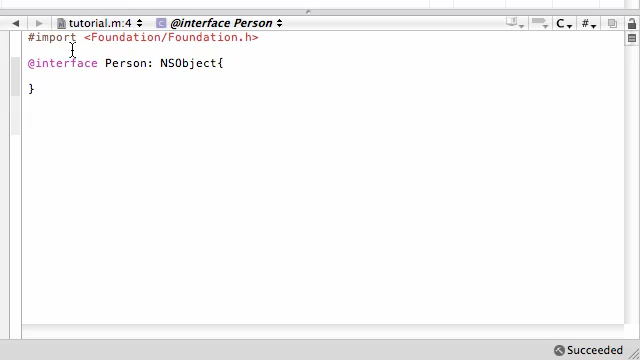 tutorial.m:4 @interface Person C #
#import <Foundation/Foundation.h>
@interface Person: NSObject{
}
Succeeded